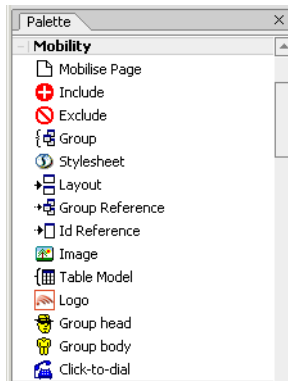 Palette
Mobility
Mobilise Page
Include
Exclude
Group
Stylesheet
Layout
Group Reference
Id Reference
Image
Table Model
Logo
Group head
Group body
Click-to-dial